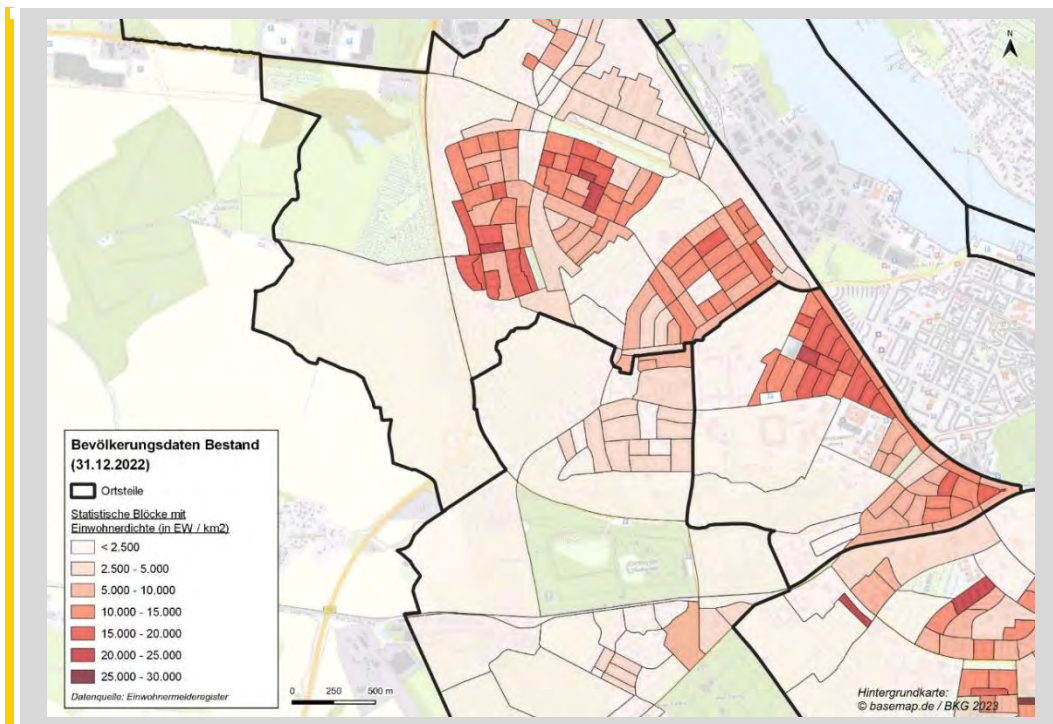 N
Bevölkerungsdaten Bestand
(31.12.2022)
Ortsteile
Statistische Blöcke mit
Einwohnerdichte (in EW / km2)
< 2.500
2.500 - 5.000
5.000 - 10.000
10.000 - 15.000
15.000 - 20.000
20.000 - 25.000
25.000 - 30.000
Datenquelle: Einwohnermelderegister
0 250 500 m
Hintergrundkarte:
© basemap.de / BKG 2023